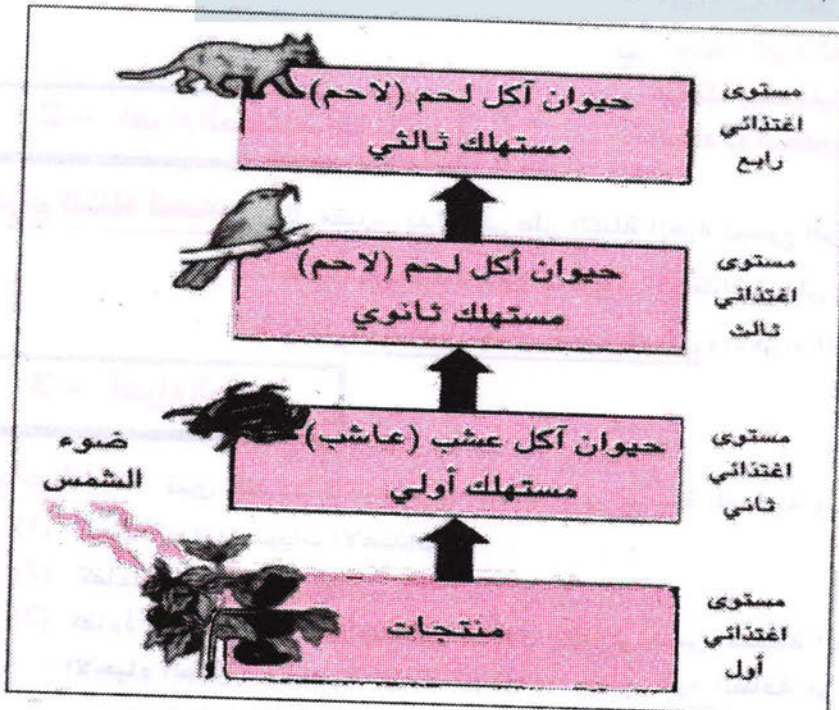 حيوان آكل لحم (لاحم)
مستهلك ثالثي
مستوى
اغتذائي
رابع
حيوان أكل لحم (لاحم)
مستهلك ثانوي
مستوى
اغتذائي
ثالث
حيوان آكل عشب (عاشب)
مستهلك أولي
مستوى
اغتذائي
ثاني
ضوء
الشمس
منتجات
مستوى
اغتذائي
أول